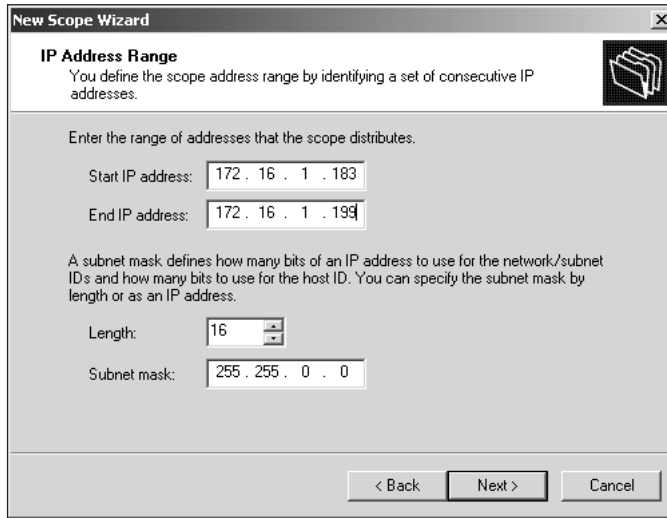 New Scope Wizard
IP Address Range
You define the scope address range by identifying a set of consecutive IP
addresses.
Enter the range of addresses that the scope distributes.
Start IP address: 172 . 16 . 1 . 183
End IP address: 172 . 16 . 1 . 199
A subnet mask defines how many bits of an IP address to use for the network/subnet
IDs and how many bits to use for the host ID. You can specify the subnet mask by
length or as an IP address.
Length: 16
Subnet mask: 255 . 255 . 0 . 0
< Back Next > Cancel